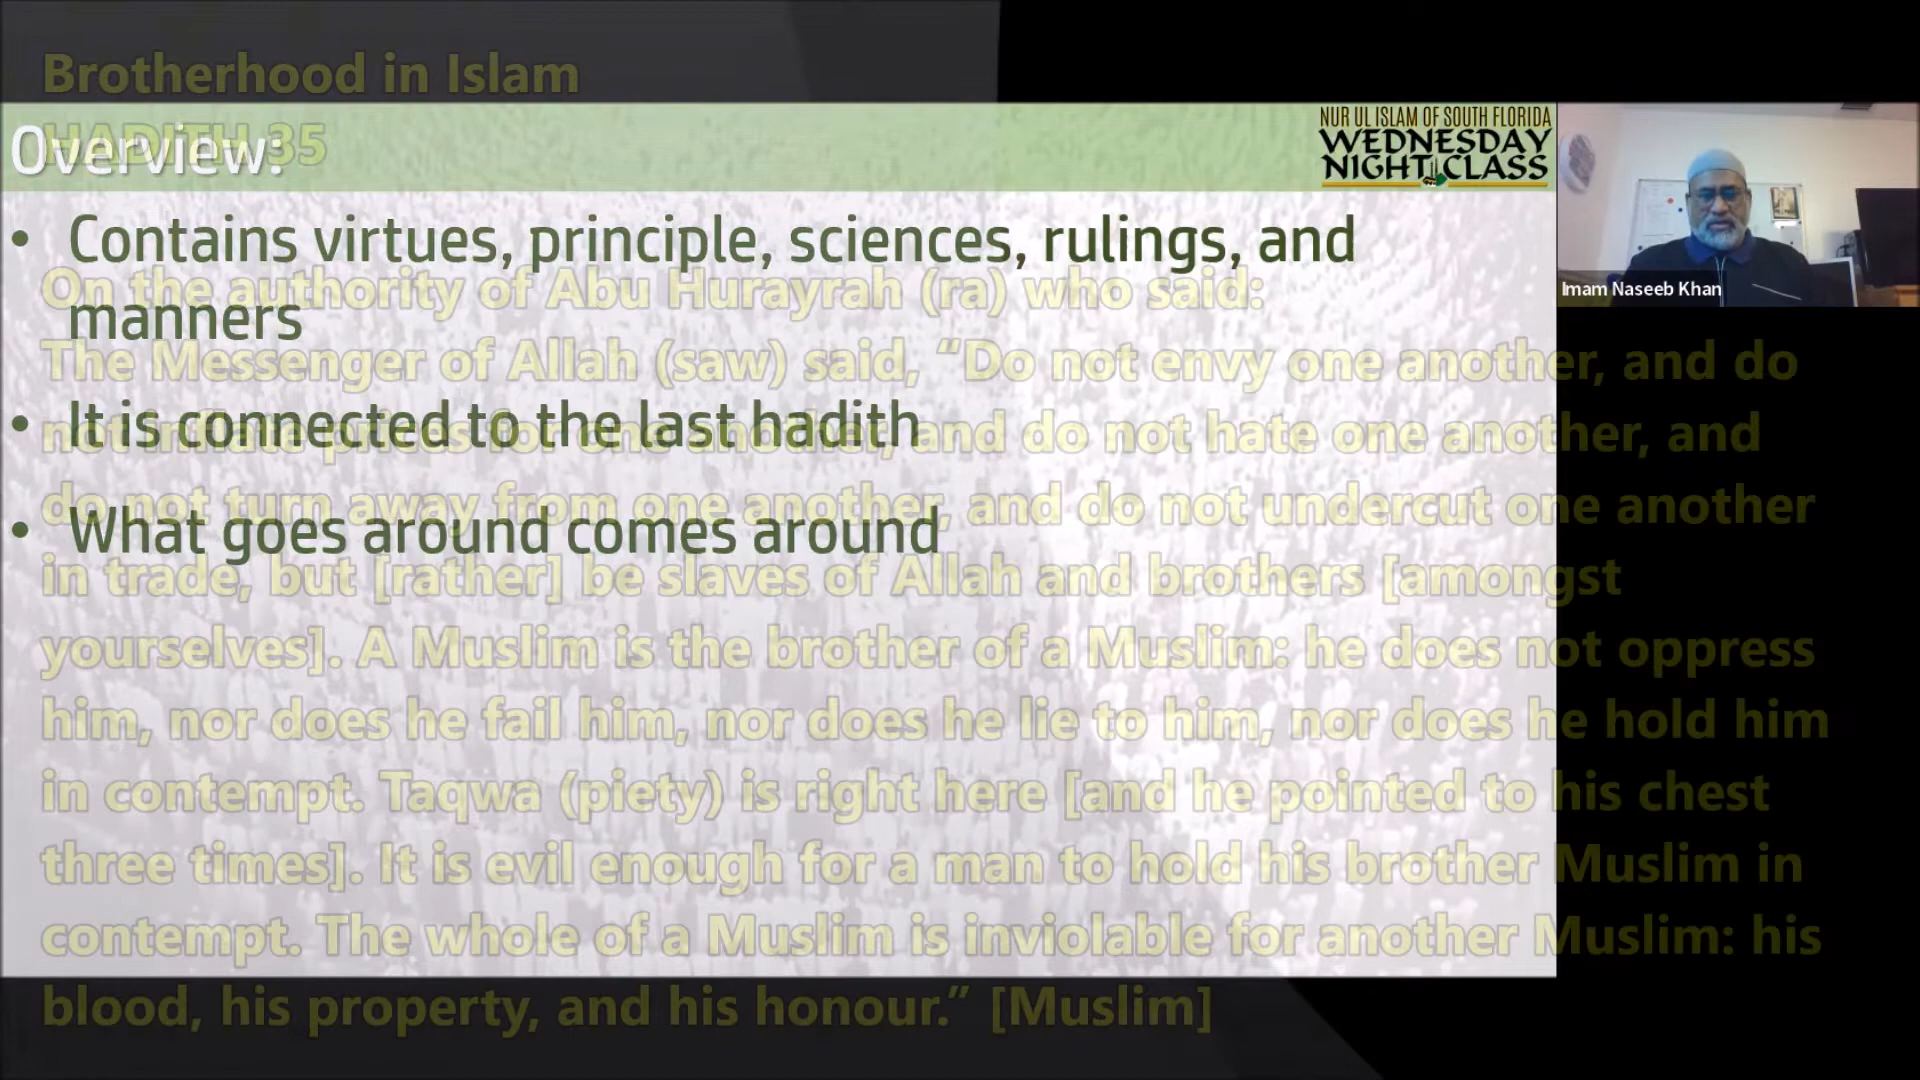 Brotherhood in Islam
HADITH 35
On the authority of Abu Hurayrah (ra) who said:
The Messenger of Allah (saw) said, “Do not envy one another, and do
not inflate prices for one another, and do not hate one another, and
do not turn away from one another, and do not undercut one another
in trade, but [rather] be slaves of Allah and brothers [amongst
yourselves]. A Muslim is the brother of a Muslim: he does not oppress
him, nor does he fail him, nor does he lie to him, nor does he hold him
in contempt. Taqwa (piety) is right here [and he pointed to his chest
three times]. It is evil enough for a man to hold his brother Muslim in
contempt. The whole of a Muslim is inviolable for another Muslim: his
blood, his property, and his honour.” [Muslim]
Overview:
• Contains virtues, principle, sciences, rulings, and
manners
• It is connected to the last hadith
• What goes around comes around
NUR UL ISLAM OF SOUTH FLORIDA
WEDNESDAY
NIGHT CLASS
Imam Naseeb Khan